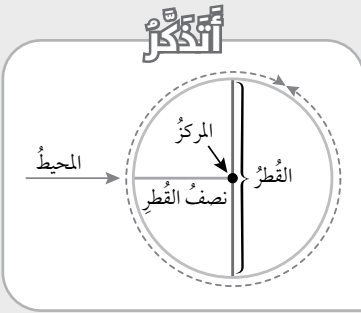 أَتَذَكَّرُ
المركزُ
المحيطُ
القُطرُ
نصفُ القُطرِ